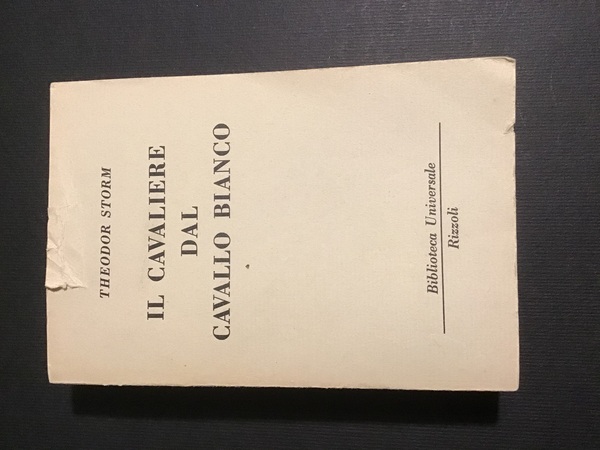 THEODOR STORM
IL CAVALIERE
DAL
CAVALLO BIANCO
Biblioteca Universale
Rizzoli